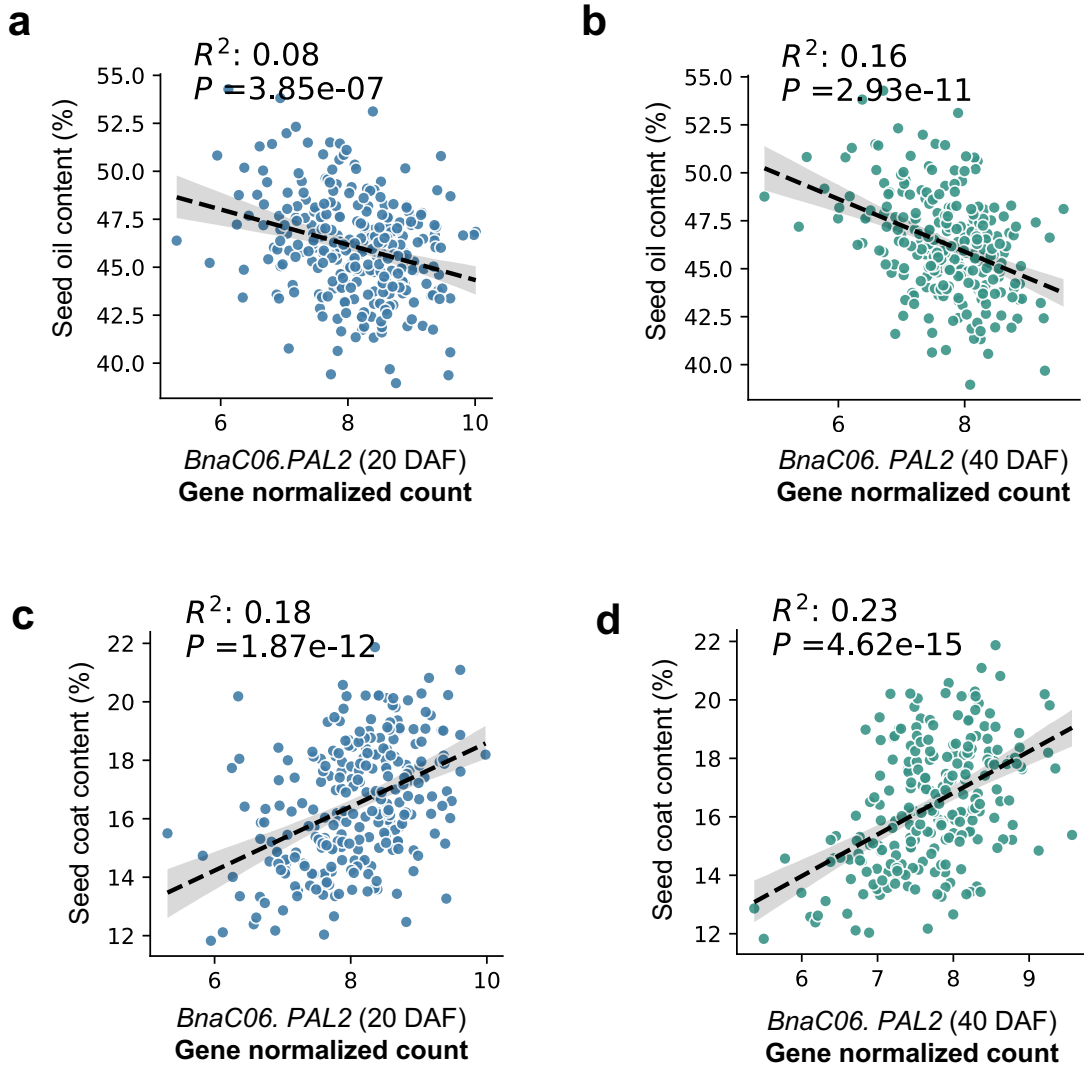 a
R²: 0.08
P =3.85e-07
55.0
52.5
50.0
47.5
45.0
42.5
40.0
Seed oil content (%)
6 8 10
BnaC06.PAL2 (20 DAF)
Gene normalized count
b
R²: 0.16
P =2.93e-11
55.0
52.5
50.0
47.5
45.0
42.5
40.0
Seed oil content (%)
6 8
BnaC06. PAL2 (40 DAF)
Gene normalized count
c
R²: 0.18
P =1.87e-12
22
20
18
16
14
12
Seed coat content (%)
6 8 10
BnaC06. PAL2 (20 DAF)
Gene normalized count
d
R²: 0.23
P =4.62e-15
22
20
18
16
14
12
Seed coat content (%)
6 7 8 9
BnaC06. PAL2 (40 DAF)
Gene normalized count